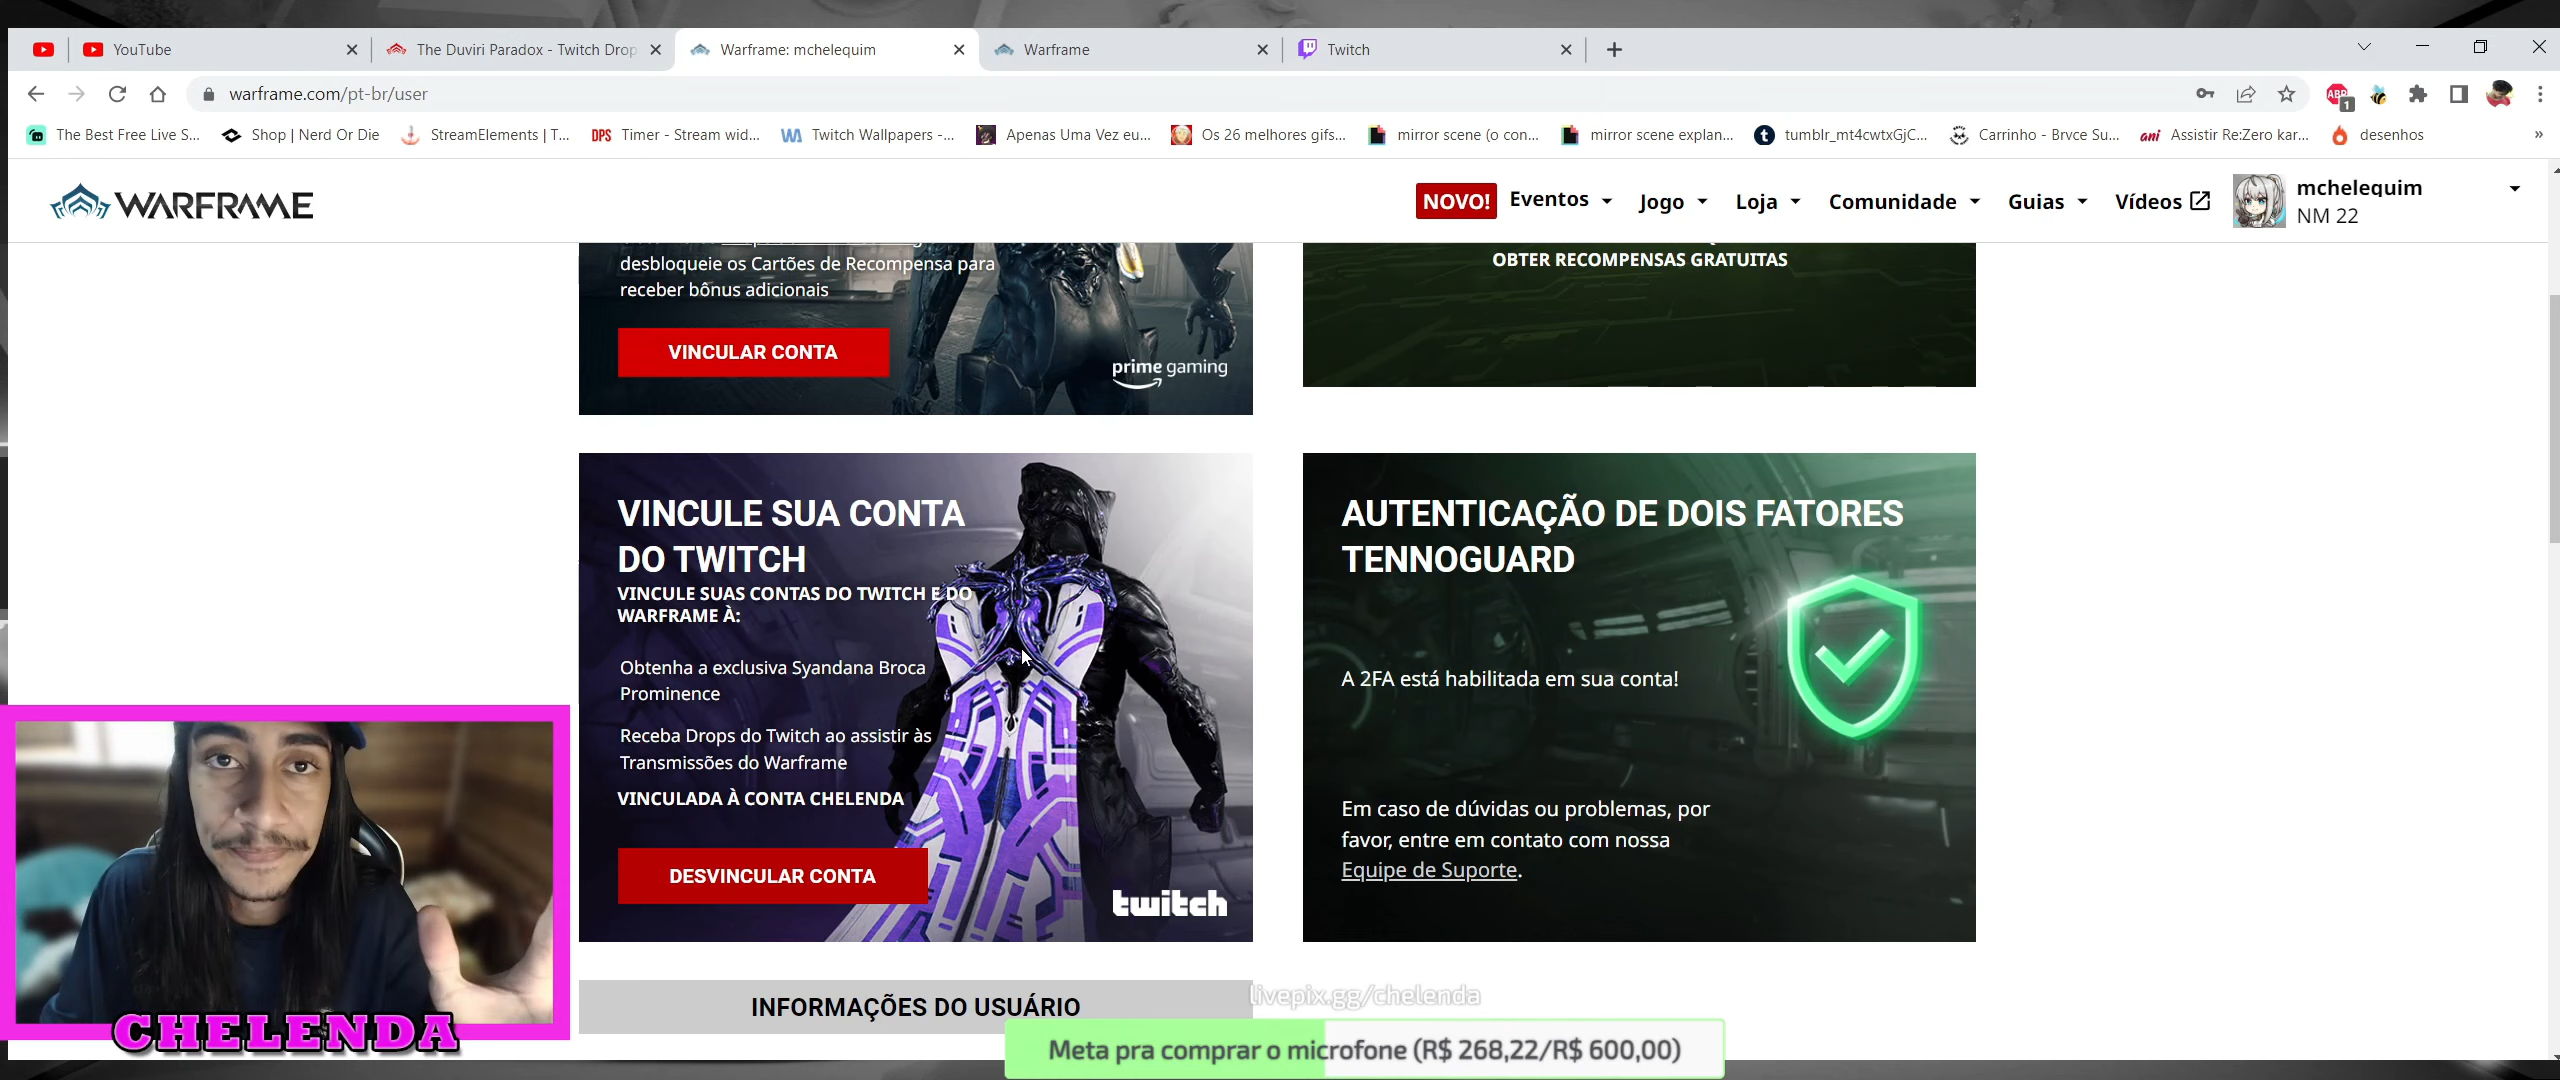 YouTube
The Duviri Paradox - Twitch Drop
Warframe: mchelequim
Warframe
Twitch
warframe.com/pt-br/user
ABP
1
The Best Free Live S...
Shop | Nerd Or Die
StreamElements | T...
DPS
Timer - Stream wid...
Twitch Wallpapers -...
Apenas Uma Vez eu...
Os 26 melhores gifs...
mirror scene (o con...
mirror scene explan...
tumblr_mt4cwtxGjC...
Carrinho - Brvce Su...
ani
Assistir Re:Zero kar...
desenhos
WARFRAME
NOVO!
Eventos
Jogo
Loja
Comunidade
Guias
Vídeos
mchelequim
NM 22
desbloqueie os Cartões de Recompensa para
receber bônus adicionais
VINCULAR CONTA
prime gaming
OBTER RECOMPENSAS GRATUITAS
VINCULE SUA CONTA
DO TWITCH
VINCULE SUAS CONTAS DO TWITCH E DO
WARFRAME À:
Obtenha a exclusiva Syandana Broca
Prominence
Receba Drops do Twitch ao assistir às
Transmissões do Warframe
VINCULADA À CONTA CHELENDA
DESVINCULAR CONTA
twitch
AUTENTICAÇÃO DE DOIS FATORES
TENNOGUARD
A 2FA está habilitada em sua conta!
Em caso de dúvidas ou problemas, por
favor, entre em contato com nossa
Equipe de Suporte.
INFORMAÇÕES DO USUÁRIO
livepix.gg/chelenda
Meta pra comprar o microfone (R$ 268,22/R$ 600,00)
CHELENDA